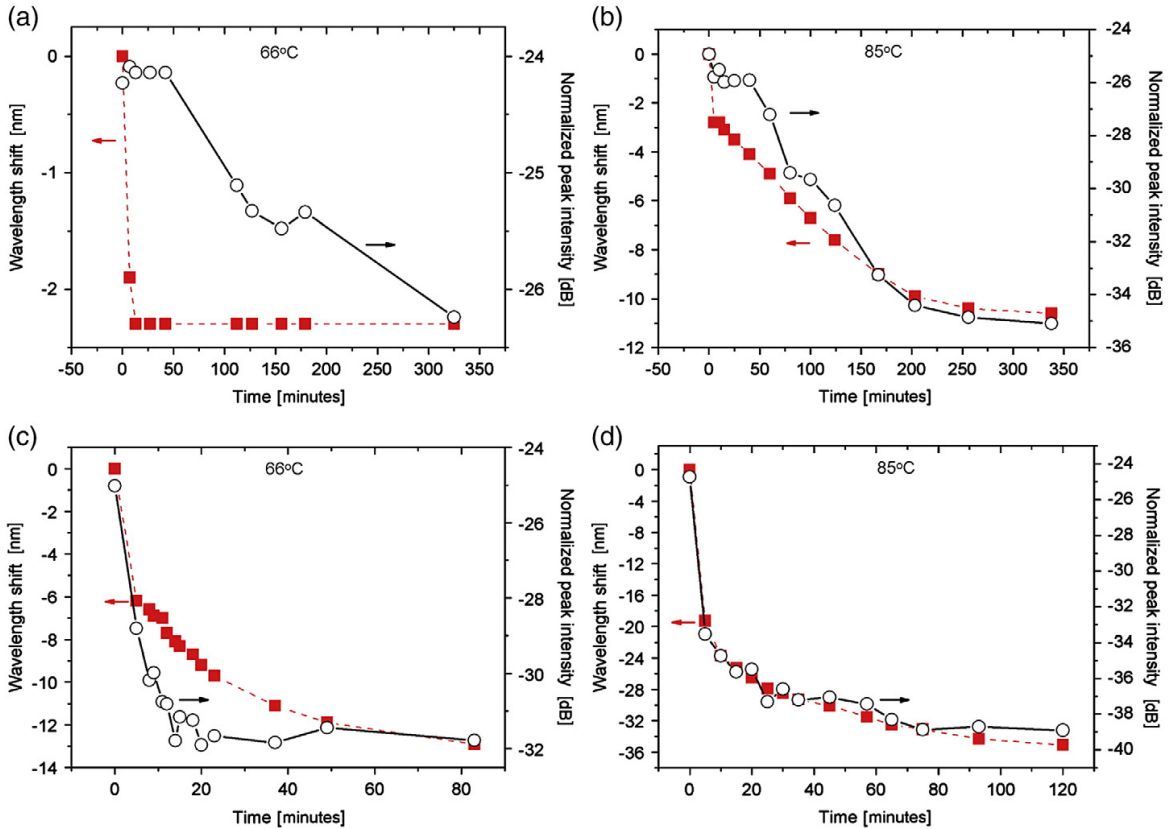 (a)
66°C
0
-1
-2
Wavelength shift [nm]
-24
-25
-26
Normalized peak intensity [dB]
-50 0 50 100 150 200 250 300 350
Time [minutes]
(b)
85°C
0
-2
-4
-6
-8
-10
-12
Wavelength shift [nm]
-24
-26
-28
-30
-32
-34
-36
Normalized peak intensity [dB]
-50 0 50 100 150 200 250 300 350
Time [minutes]
(c)
66°C
0
-2
-4
-6
-8
-10
-12
-14
Wavelength shift [nm]
-24
-26
-28
-30
-32
Normalized peak intensity [dB]
0 20 40 60 80
Time [minutes]
(d)
85°C
0
-4
-8
-12
-16
-20
-24
-28
-32
-36
Wavelength shift [nm]
-24
-26
-28
-30
-32
-34
-36
-38
-40
Normalized peak intensity [dB]
0 20 40 60 80 100 120
Time [minutes]